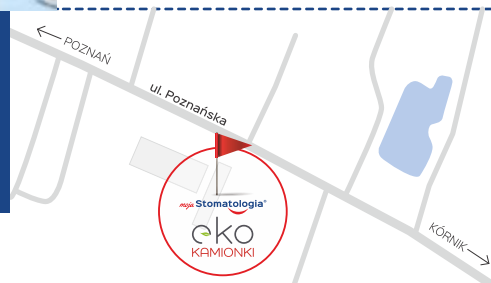 POZNAŃ
ul. Poznańska
moja Stomatologia®
eko
KAMIONKI
KÓRNIK